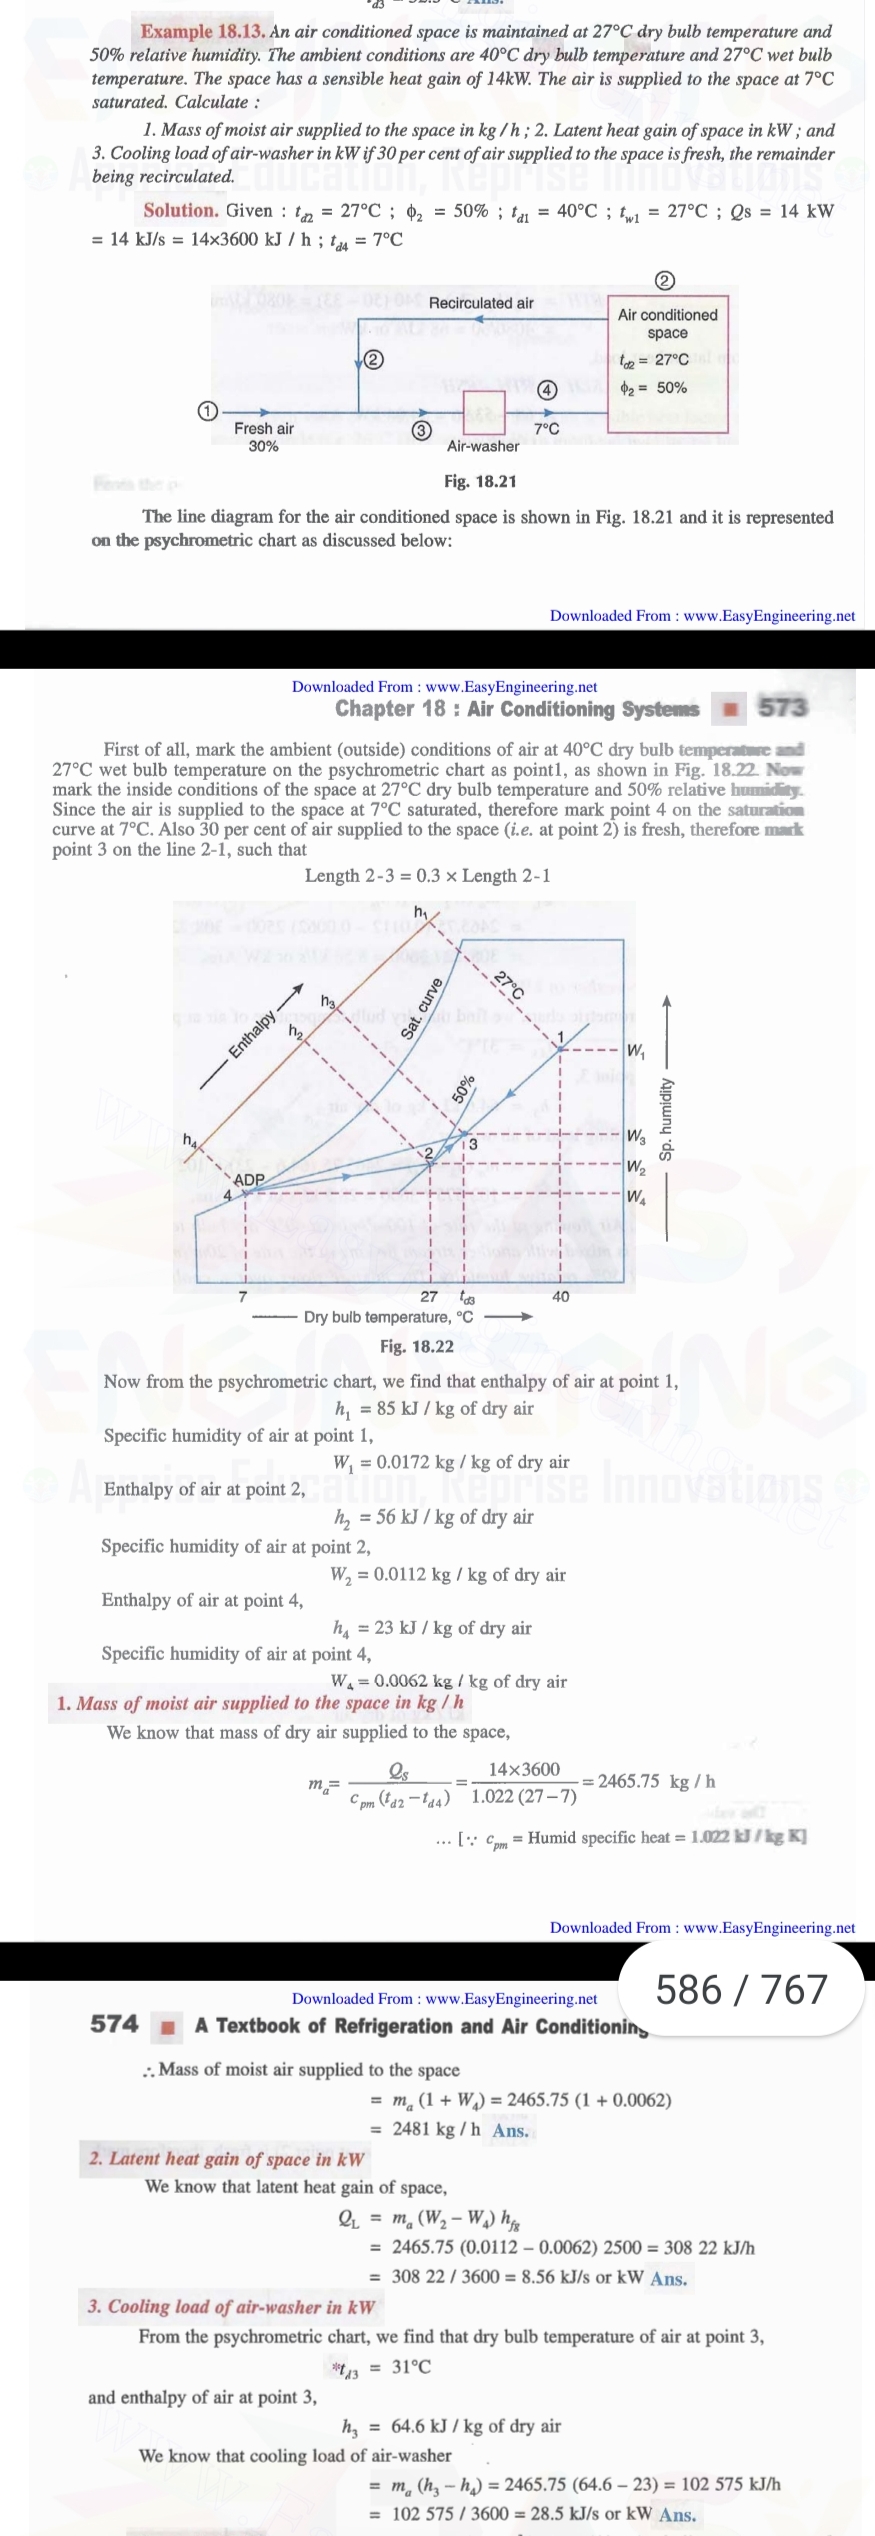 Example 18.13. An air conditioned space is maintained at 27°C dry bulb temperature and
50% relative humidity. The ambient conditions are 40°C dry bulb temperature and 27°C wet bulb
temperature. The space has a sensible heat gain of 14kW. The air is supplied to the space at 7°C
saturated. Calculate :
1. Mass of moist air supplied to the space in kg / h ; 2. Latent heat gain of space in kW ; and
3. Cooling load of air-washer in kW if 30 per cent of air supplied to the space is fresh, the remainder
being recirculated.
Solution. Given : t_d2 = 27°C ; ϕ_2 = 50% ; t_d1 = 40°C ; t_w1 = 27°C ; Qs = 14 kW
= 14 kJ/s = 14×3600 kJ / h ; t_d4 = 7°C
②
Recirculated air
Air conditioned
space
t_d2 = 27°C
ϕ_2 = 50%
②
④
①
Fresh air
30%
③
7°C
Air-washer
Fig. 18.21
The line diagram for the air conditioned space is shown in Fig. 18.21 and it is represented
on the psychrometric chart as discussed below:
Downloaded From : www.EasyEngineering.net
Downloaded From : www.EasyEngineering.net
Chapter 18 : Air Conditioning Systems ■ 573
First of all, mark the ambient (outside) conditions of air at 40°C dry bulb temperature and
27°C wet bulb temperature on the psychrometric chart as point1, as shown in Fig. 18.22. Now
mark the inside conditions of the space at 27°C dry bulb temperature and 50% relative humidity.
Since the air is supplied to the space at 7°C saturated, therefore mark point 4 on the saturation
curve at 7°C. Also 30 per cent of air supplied to the space (i.e. at point 2) is fresh, therefore mark
point 3 on the line 2-1, such that
Length 2-3 = 0.3 × Length 2-1
h_1
27°C
Sat. curve
h_3
Enthalpy
h_2
1
W_1
50%
Sp. humidity
h_4
W_3
3
2
W_2
ADP
4
W_4
7
27
t_d3
40
Dry bulb temperature, °C
Fig. 18.22
Now from the psychrometric chart, we find that enthalpy of air at point 1,
h_1 = 85 kJ / kg of dry air
Specific humidity of air at point 1,
W_1 = 0.0172 kg / kg of dry air
Enthalpy of air at point 2,
h_2 = 56 kJ / kg of dry air
Specific humidity of air at point 2,
W_2 = 0.0112 kg / kg of dry air
Enthalpy of air at point 4,
h_4 = 23 kJ / kg of dry air
Specific humidity of air at point 4,
W_4 = 0.0062 kg / kg of dry air
1. Mass of moist air supplied to the space in kg / h
We know that mass of dry air supplied to the space,
m_a = Q_S / c_pm (t_d2 – t_d4) = 14×3600 / 1.022 (27 – 7) = 2465.75 kg / h
... [∵ c_pm = Humid specific heat = 1.022 kJ / kg K]
Downloaded From : www.EasyEngineering.net
586 / 767
Downloaded From : www.EasyEngineering.net
574 ■ A Textbook of Refrigeration and Air Conditioning
∴ Mass of moist air supplied to the space
= m_a (1 + W_4) = 2465.75 (1 + 0.0062)
= 2481 kg / h Ans.
2. Latent heat gain of space in kW
We know that latent heat gain of space,
Q_L = m_a (W_2 – W_4) h_fg
= 2465.75 (0.0112 – 0.0062) 2500 = 308 22 kJ/h
= 308 22 / 3600 = 8.56 kJ/s or kW Ans.
3. Cooling load of air-washer in kW
From the psychrometric chart, we find that dry bulb temperature of air at point 3,
*t_d3 = 31°C
and enthalpy of air at point 3,
h_3 = 64.6 kJ / kg of dry air
We know that cooling load of air-washer
= m_a (h_3 – h_4) = 2465.75 (64.6 – 23) = 102 575 kJ/h
= 102 575 / 3600 = 28.5 kJ/s or kW Ans.